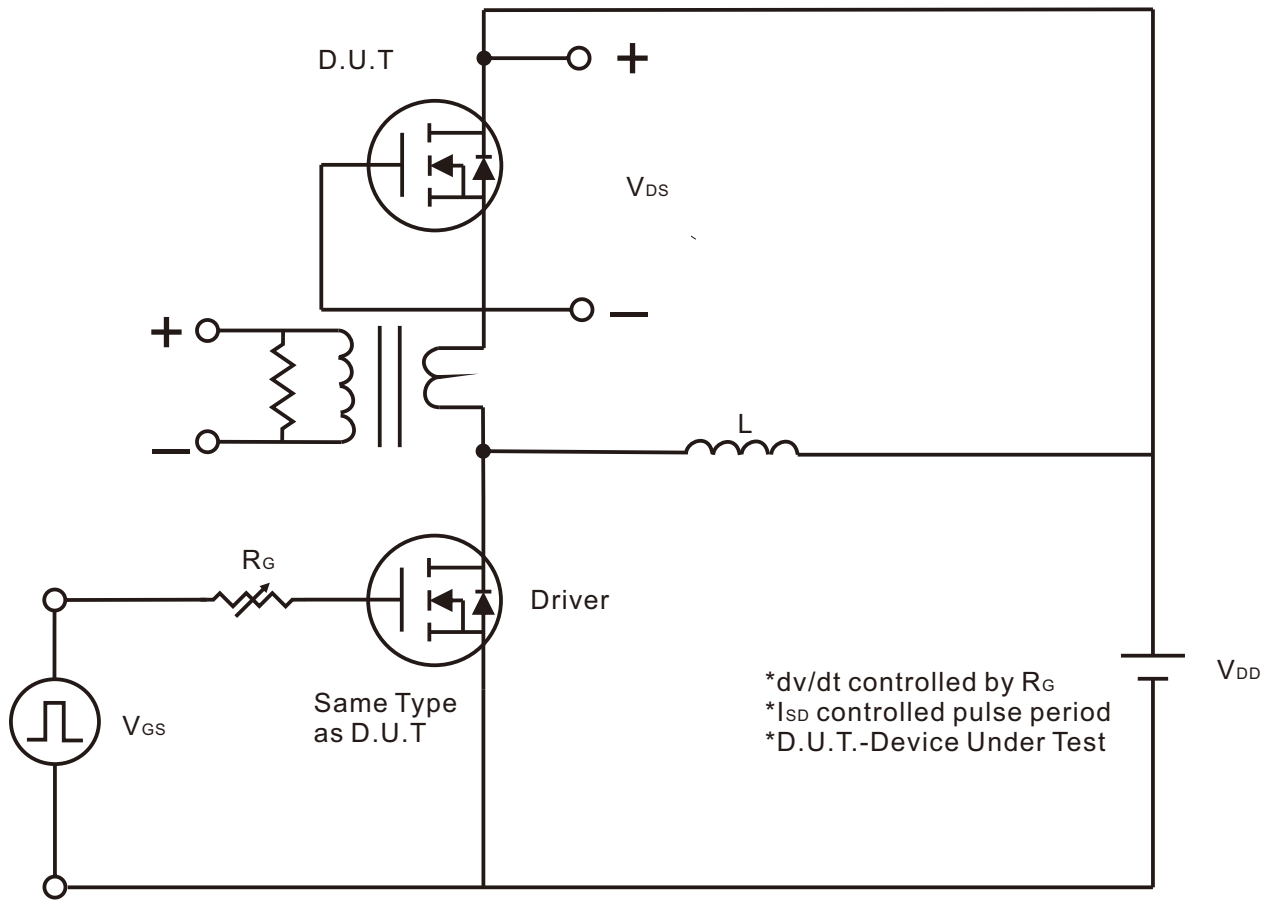 D.U.T
+
VDS
—
+
—
L
RG
Driver
VGS
Same Type
as D.U.T
*dv/dt controlled by RG
*ISD controlled pulse period
*D.U.T.-Device Under Test
VDD